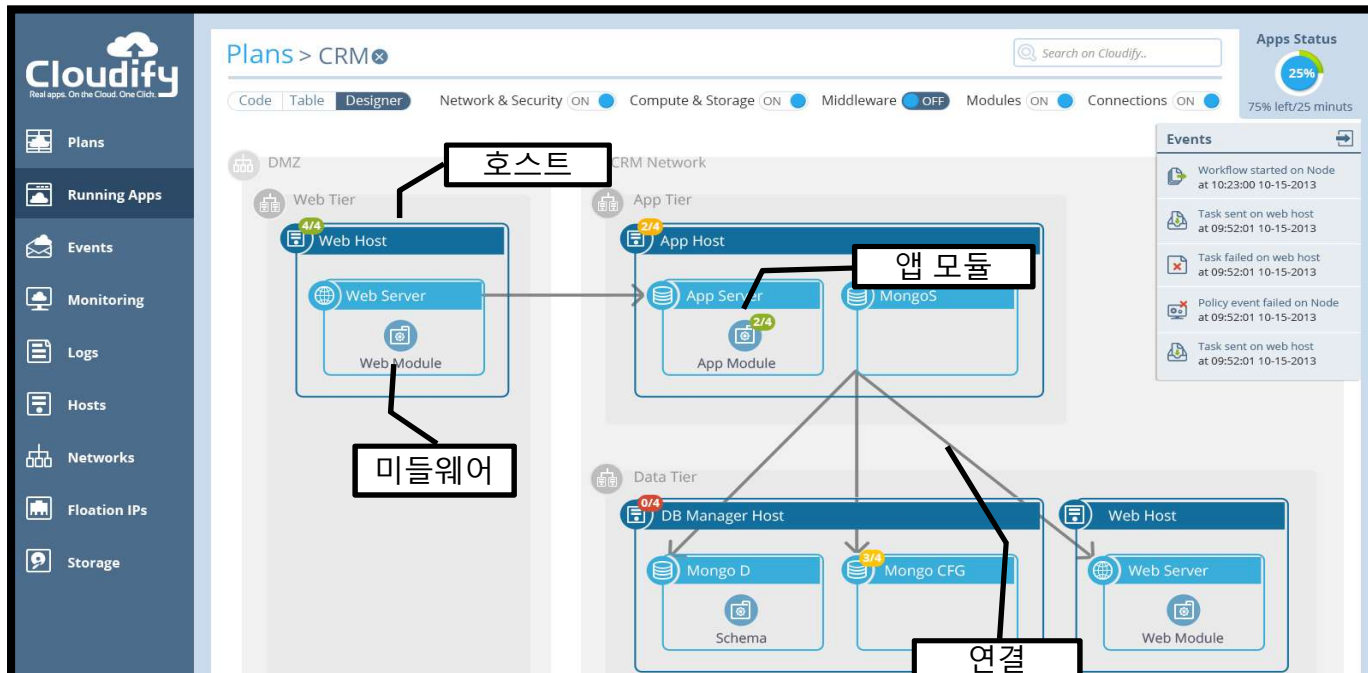 Cloudify
Real apps. On the Cloud. One Click.
Plans
Running Apps
Events
Monitoring
Logs
Hosts
Networks
Floation IPs
Storage
Plans > CRM
Search on Cloudify..
Code Table Designer
Network & Security ON
Compute & Storage ON
Middleware OFF
Modules ON
Connections ON
Apps Status
25%
75% left/25 minuts
Events
Workflow started on Node
at 10:23:00 10-15-2013
Task sent on web host
at 09:52:01 10-15-2013
Task failed on web host
at 09:52:01 10-15-2013
Policy event failed on Node
at 09:52:01 10-15-2013
Task sent on web host
at 09:52:01 10-15-2013
DMZ
호스트
Web Tier
4/4
Web Host
Web Server
Web Module
미들웨어
CRM Network
App Tier
2/4
App Host
앱 모듈
App Server
MongoS
2/4
App Module
Data Tier
0/4
DB Manager Host
Mongo D
Schema
3/4
Mongo CFG
Web Host
Web Server
Web Module
연결